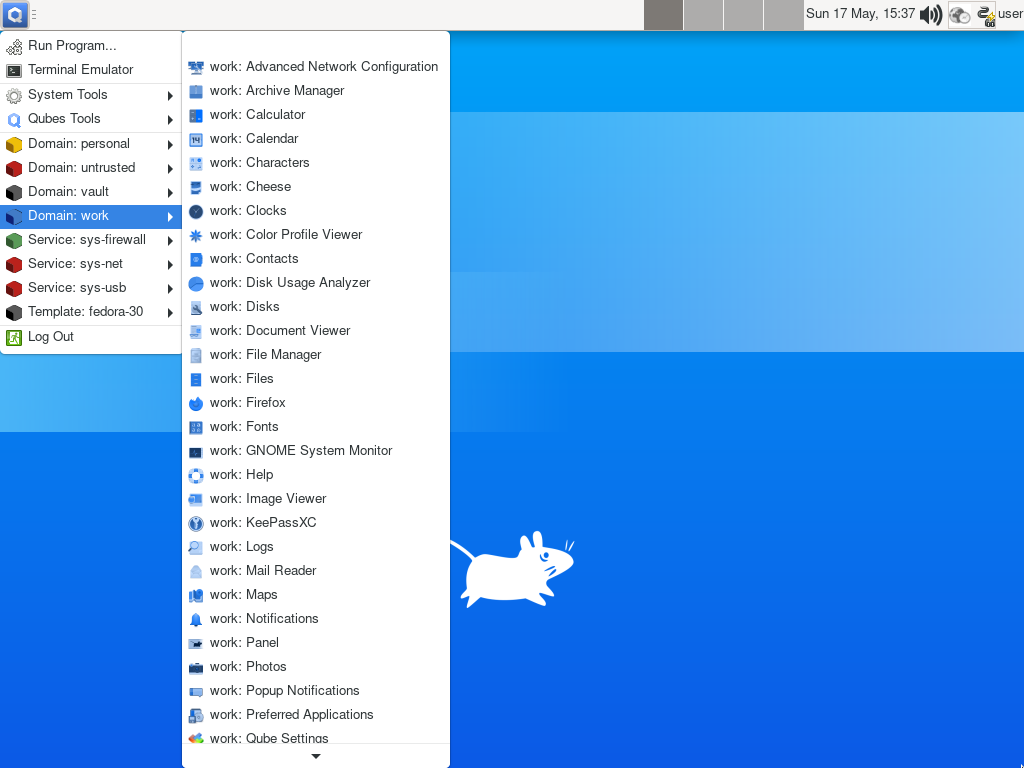 Sun 17 May, 15:37
user
Run Program...
Terminal Emulator
System Tools
Qubes Tools
Domain: personal
Domain: untrusted
Domain: vault
Domain: work
Service: sys-firewall
Service: sys-net
Service: sys-usb
Template: fedora-30
Log Out
work: Advanced Network Configuration
work: Archive Manager
work: Calculator
work: Calendar
work: Characters
work: Cheese
work: Clocks
work: Color Profile Viewer
work: Contacts
work: Disk Usage Analyzer
work: Disks
work: Document Viewer
work: File Manager
work: Files
work: Firefox
work: Fonts
work: GNOME System Monitor
work: Help
work: Image Viewer
work: KeePassXC
work: Logs
work: Mail Reader
work: Maps
work: Notifications
work: Panel
work: Photos
work: Popup Notifications
work: Preferred Applications
work: Qube Settings